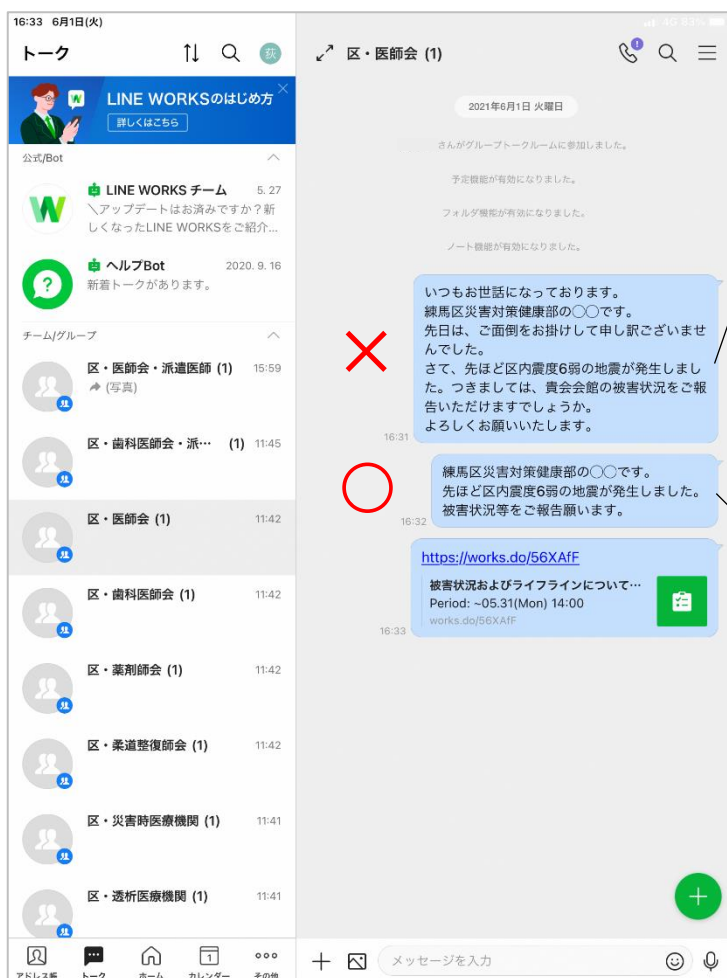 16:33 6月1日(火)
4G 83%
トーク
荻
LINE WORKSのはじめ方
詳しくはこちら
公式/Bot
LINE WORKS チーム 5. 27
＼アップデートはお済みですか？新
しくなったLINE WORKSをご紹介...
ヘルプBot 2020. 9. 16
新着トークがあります。
チーム/グループ
区・医師会・派遣医師 (1) 15:59
(写真)
区・歯科医師会・派… (1) 11:45
区・医師会 (1) 11:42
区・歯科医師会 (1) 11:42
区・薬剤師会 (1) 11:42
区・柔道整復師会 (1) 11:42
区・災害時医療機関 (1) 11:41
区・透析医療機関 (1) 11:41
アドレス帳 トーク ホーム カレンダー その他
区・医師会 (1)
2021年6月1日 火曜日
さんがグループトークルームに参加しました。
予定機能が有効になりました。
フォルダ機能が有効になりました。
ノート機能が有効になりました。
いつもお世話になっております。
練馬区災害対策健康部の〇〇です。
先日は、ご面倒をお掛けして申し訳ございませ
んでした。
さて、先ほど区内震度6弱の地震が発生しまし
た。つきましては、貴会会館の被害状況をご報
告いただけますでしょうか。
よろしくお願いいたします。
16:31
練馬区災害対策健康部の〇〇です。
先ほど区内震度6弱の地震が発生しました。
被害状況等をご報告願います。
16:32
https://works.do/56XAfF
被害状況およびライフラインについて…
Period: ~05.31(Mon) 14:00
works.do/56XAfF
16:33
メッセージを入力